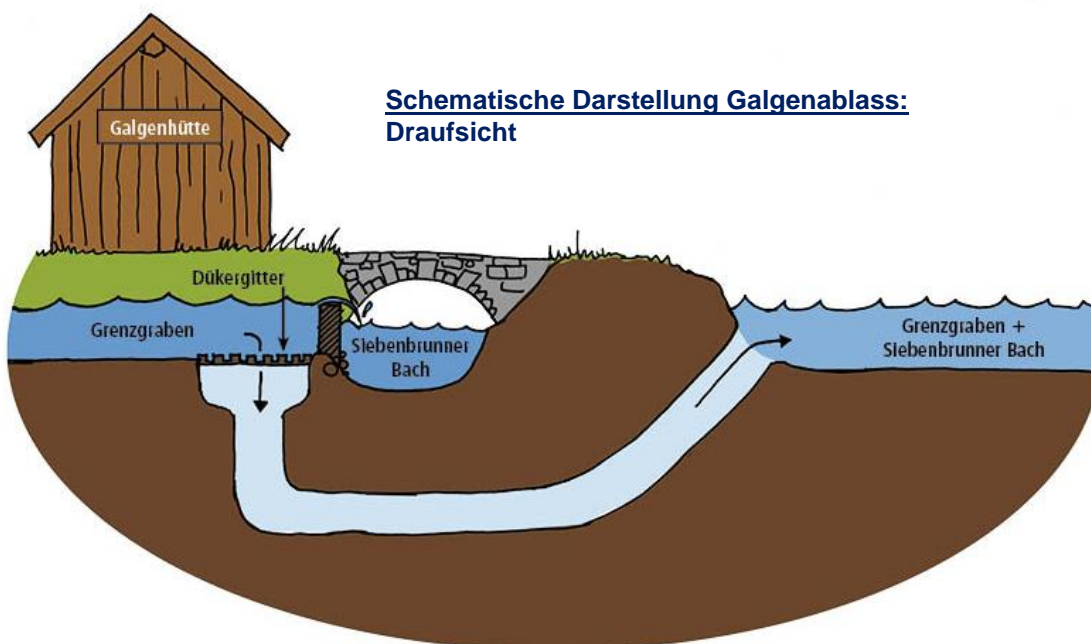 Schematische Darstellung Galgenablass:
Draufsicht
Galgenhütte
Dükergitter
Grenzgraben
Siebenbrunner
Bach
Grenzgraben +
Siebenbrunner Bach